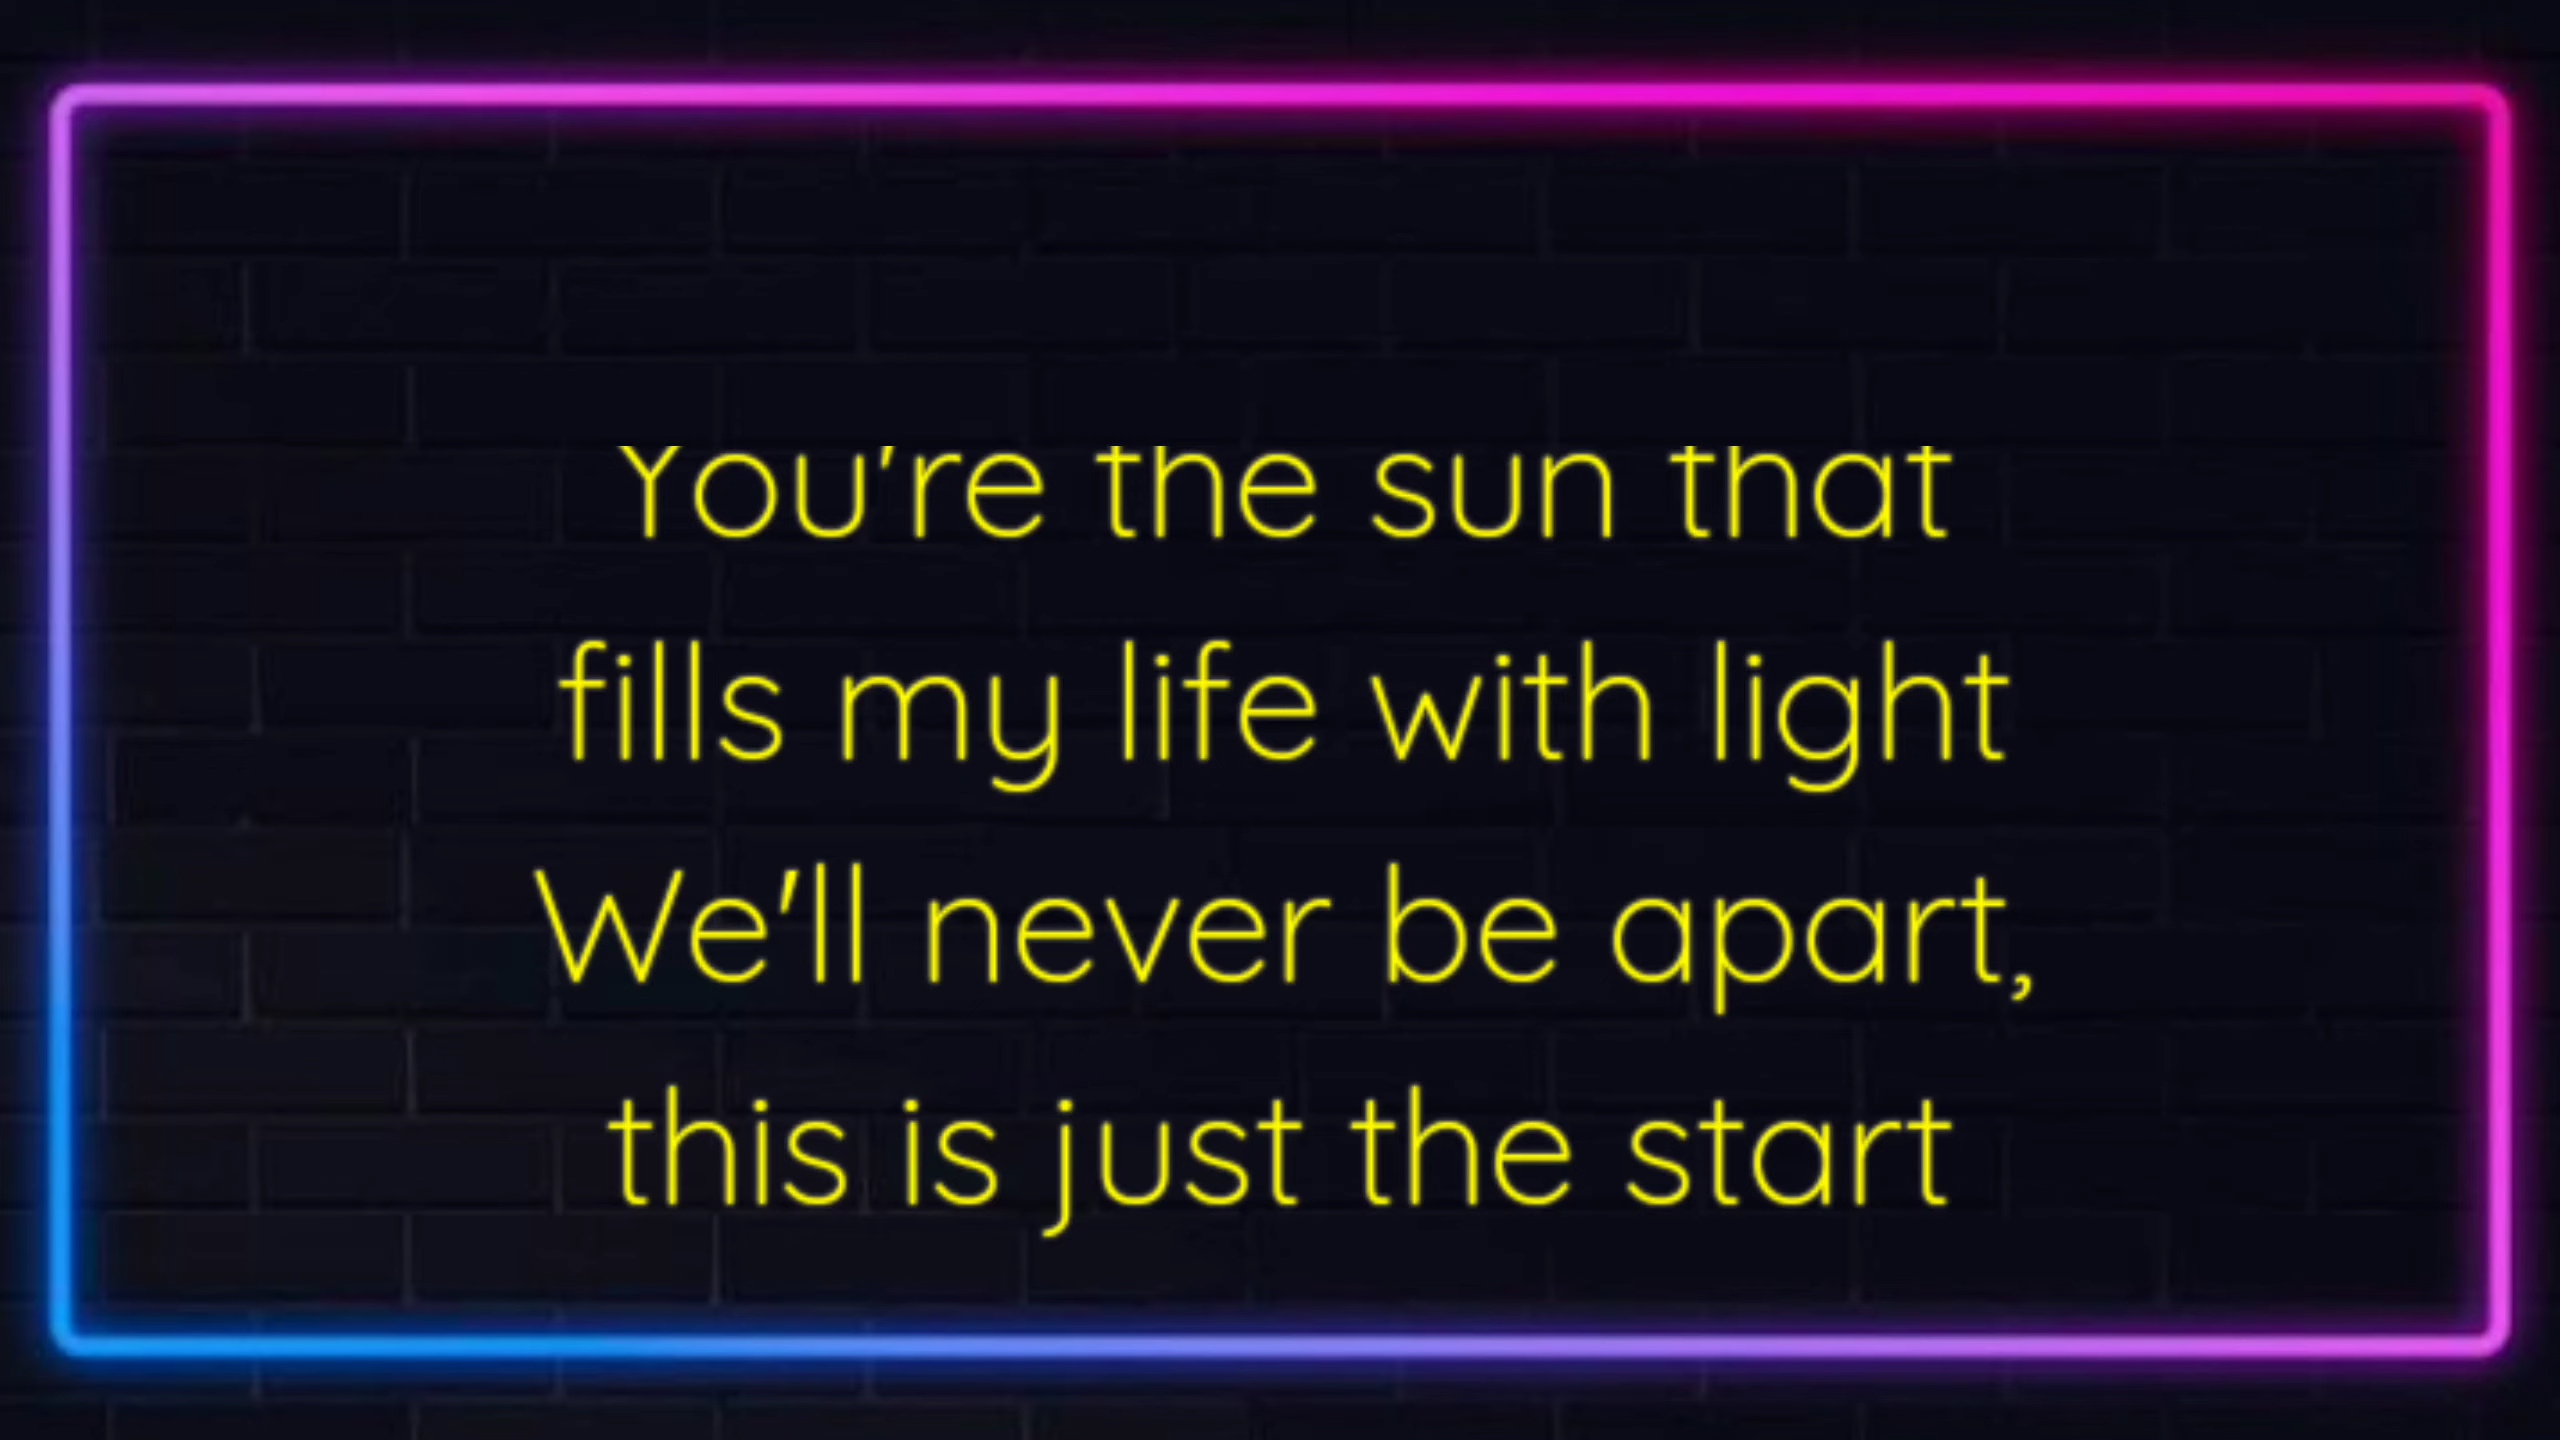 You're the sun that
fills my life with light
We'll never be apart,
this is just the start